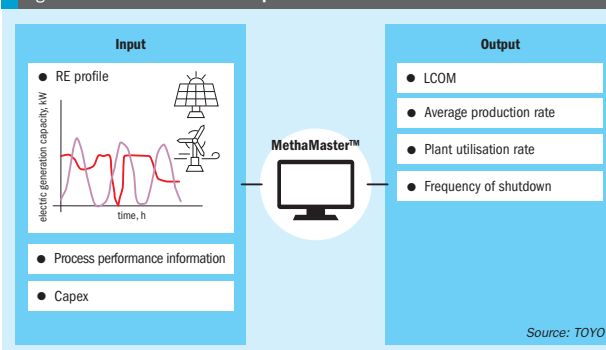 Input
● RE profile
electric generation capacity, kW
time, h
● Process performance information
● Capex
MethaMaster™
Output
● LCOM
● Average production rate
● Plant utilisation rate
● Frequency of shutdown
Source: TOYO